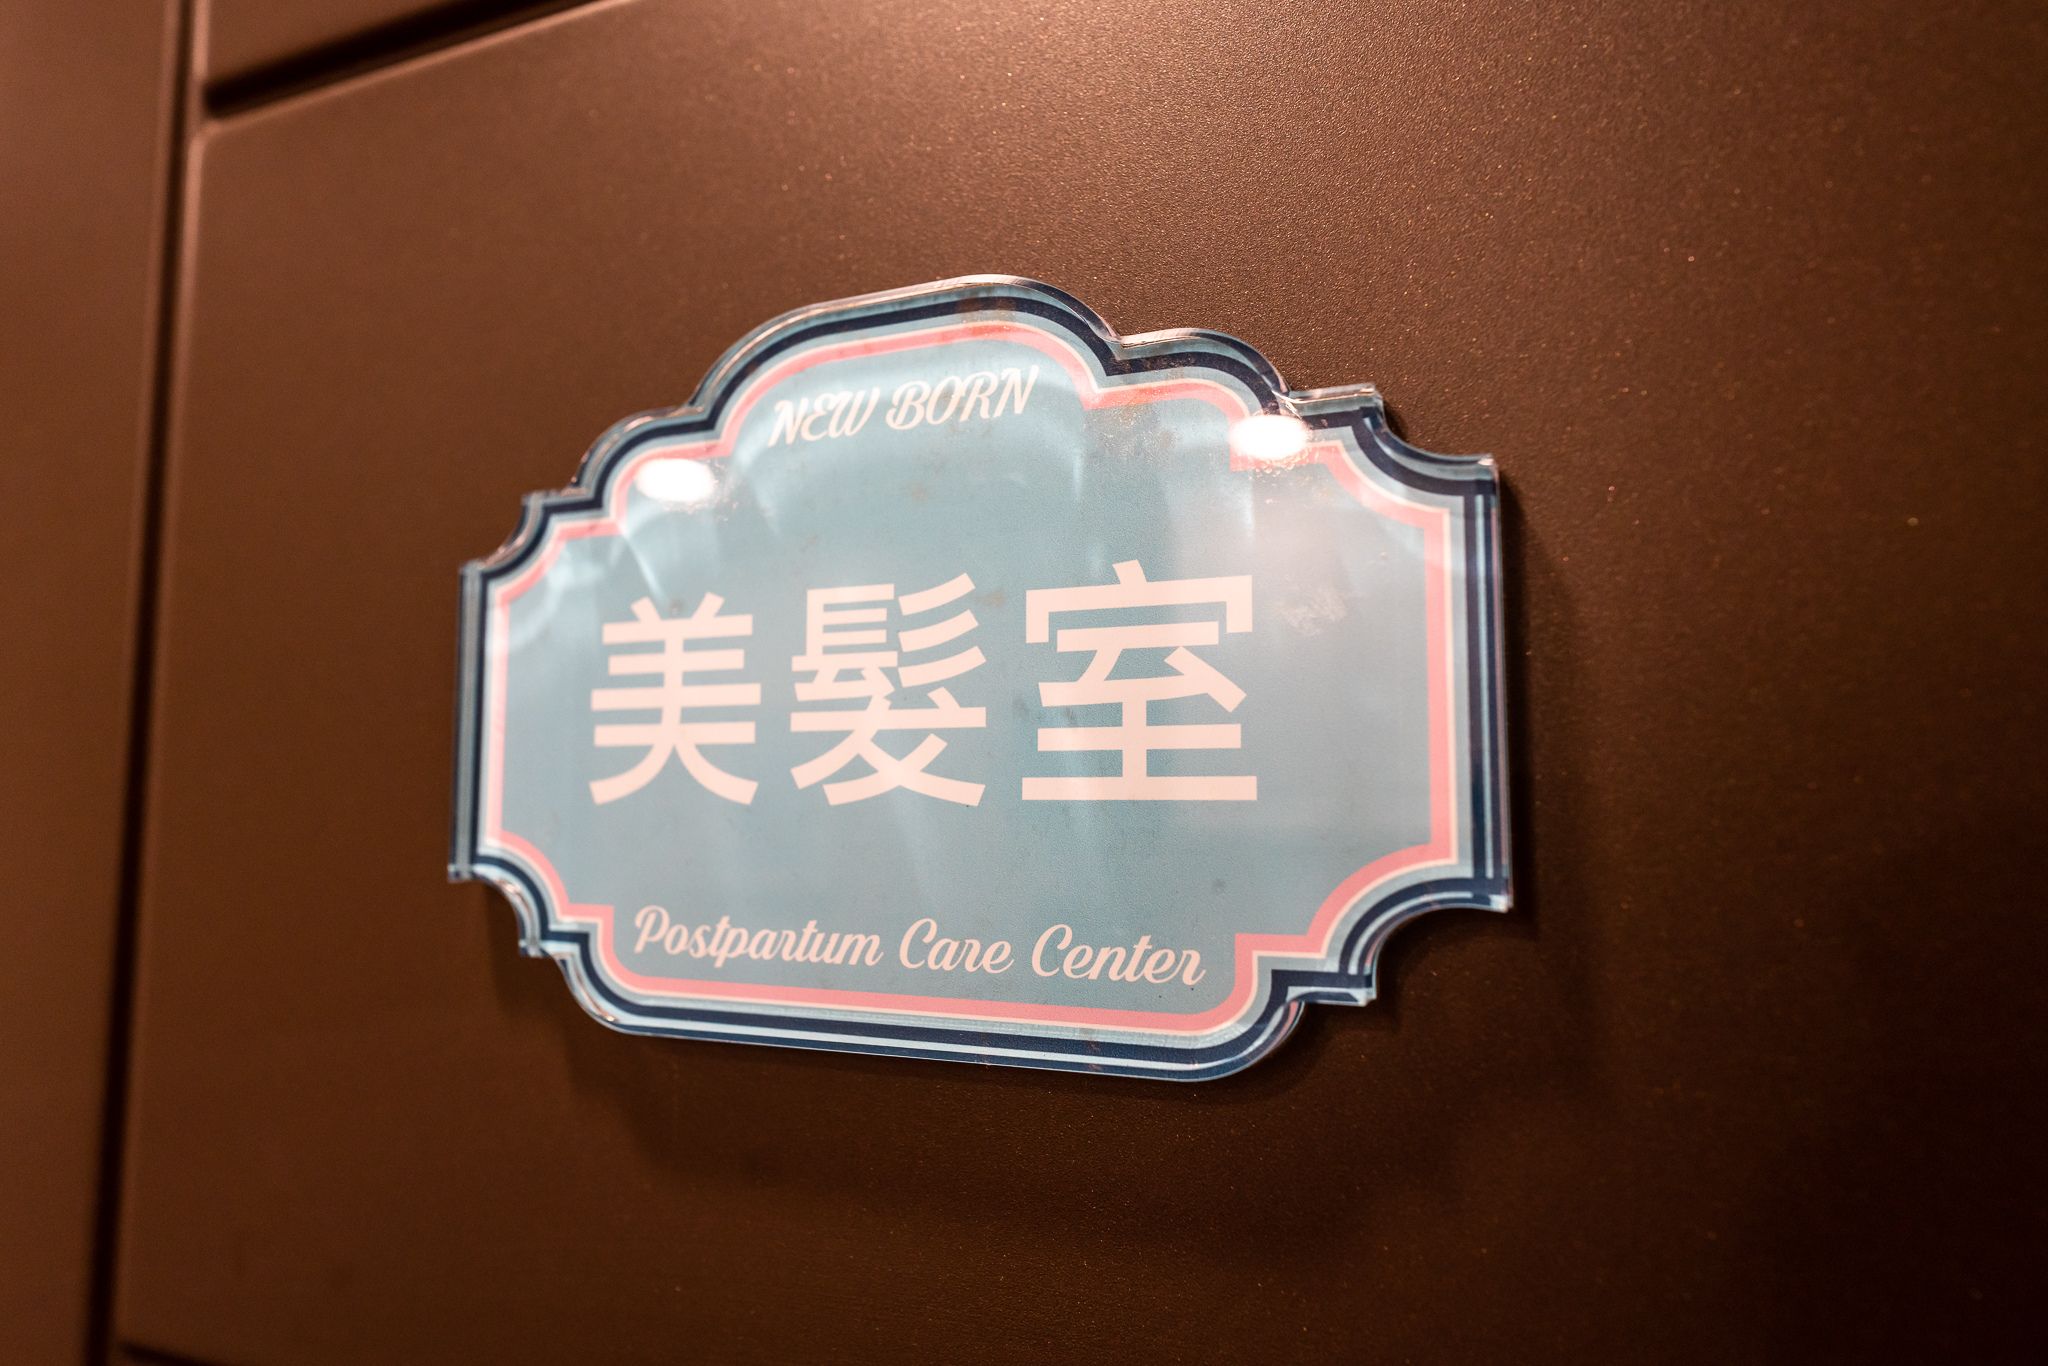 NEW BORN
美髮室
Postpartum Care Center